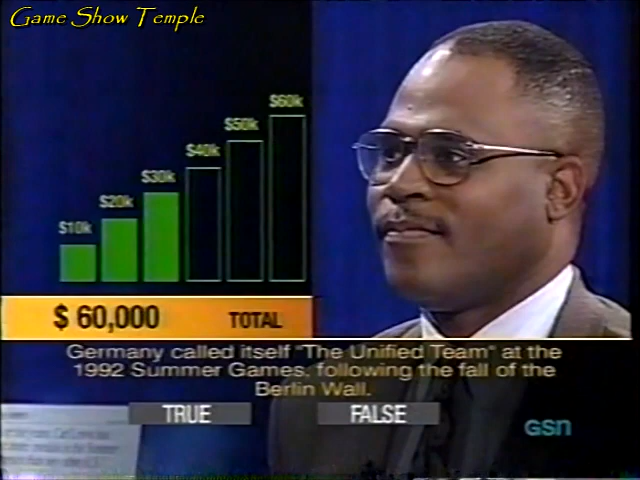 Game Show Temple
$60k
$50k
$40k
$30k
$20k
$10k
$ 60,000 TOTAL
Germany called itself "The Unified Team" at the
1992 Summer Games, following the fall of the
Berlin Wall.
TRUE FALSE
GSN